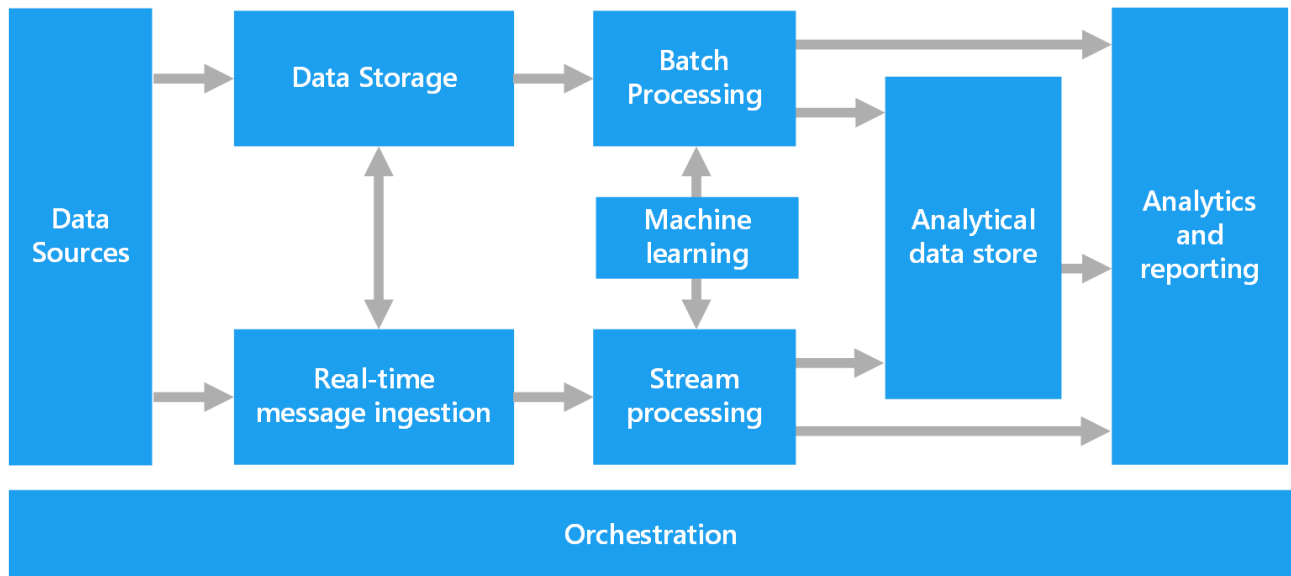 Data
Sources
Data Storage
Real-time
message ingestion
Batch
Processing
Machine
learning
Stream
processing
Analytical
data store
Analytics
and
reporting
Orchestration